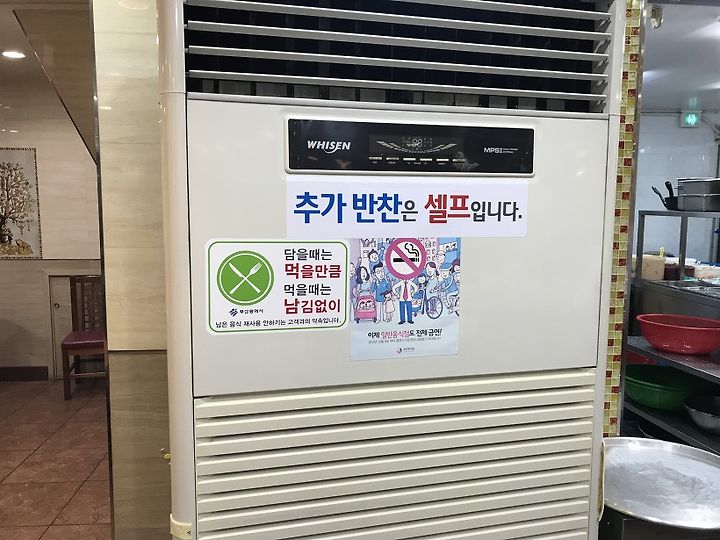 WHISEN
MPSI
추가 반찬은 셀프입니다.
담을때는
먹을만큼
먹을때는
남김없이
부산광역시
남은 음식 재사용 안하기는 고객과의 약속입니다.
이제 일반음식점도 전체 금연!